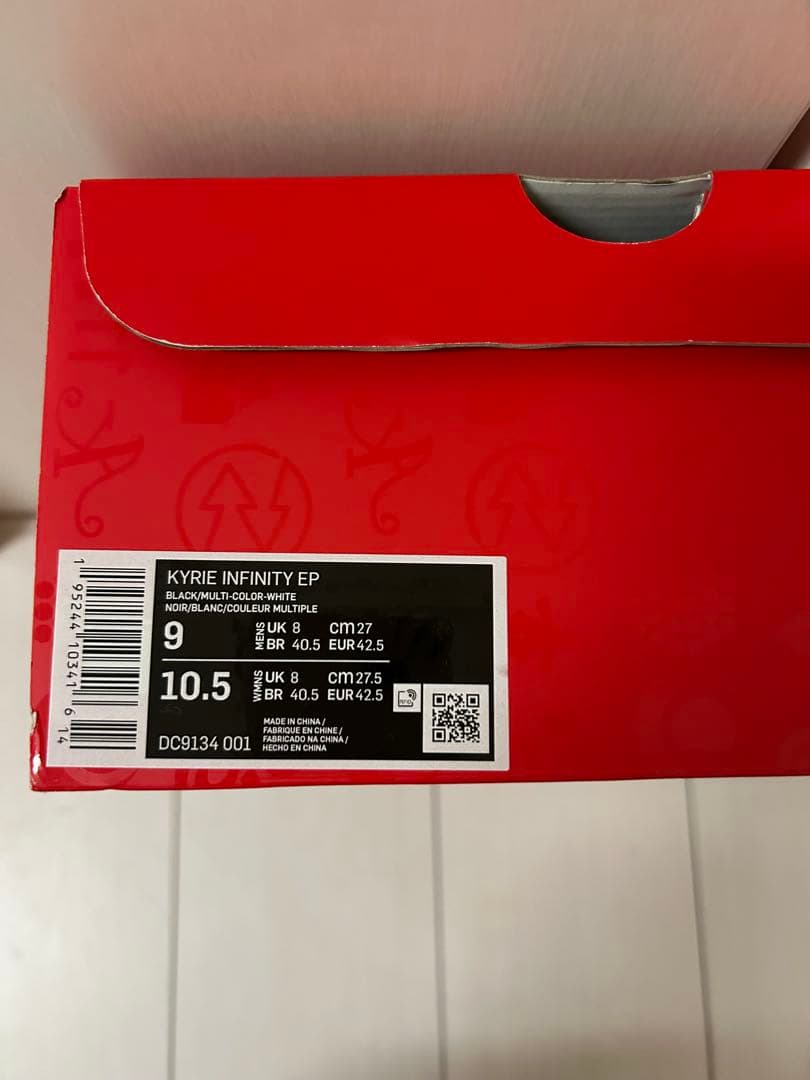 KYRIE INFINITY EP
BLACK/MULTI-COLOR-WHITE
NOIR/BLANC/COULEUR MULTIPLE
9 MENS UK 8 cm 27
BR 40.5 EUR 42.5
10.5 WMNS UK 8 cm 27.5
BR 40.5 EUR 42.5
RFID
DC9134 001
MADE IN CHINA /
FABRIQUE EN CHINE /
FABRICADO NA CHINA /
HECHO EN CHINA
1 95244 10341 6 14